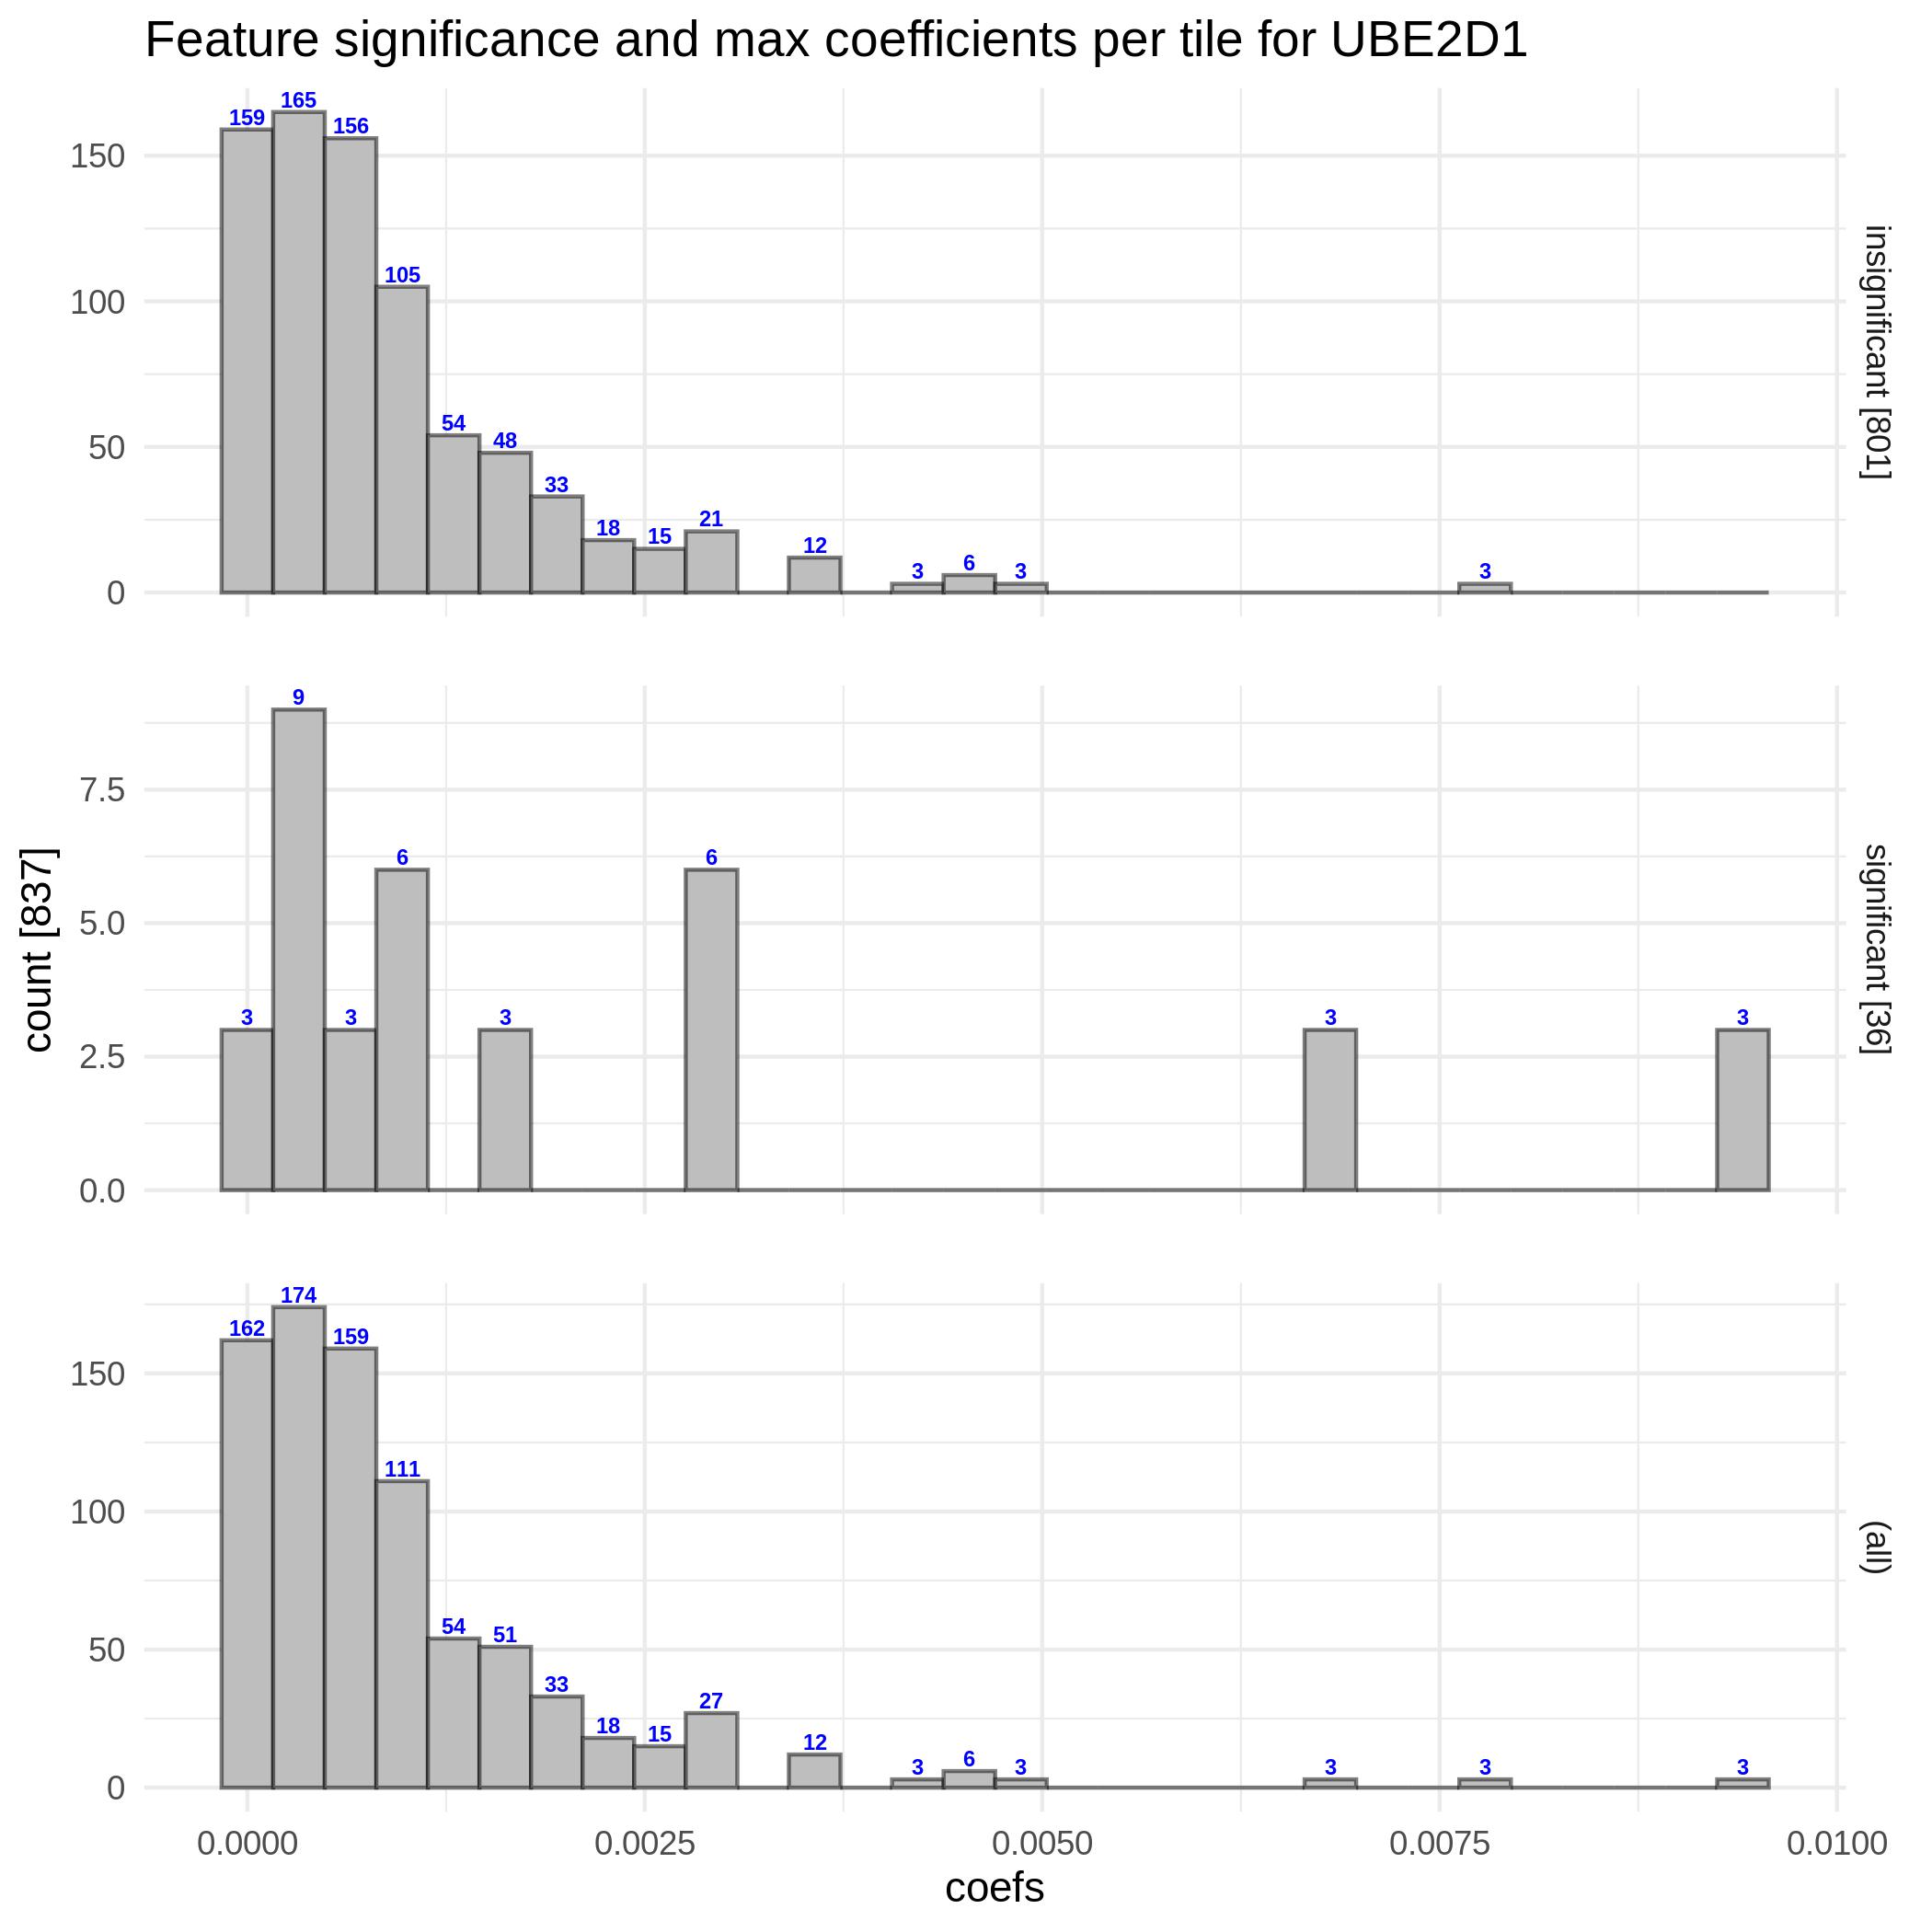 Feature significance and max coefficients per tile for UBE2D1
159 165 156 105 54 48 33 18 15 21 12 3 6 3 3
150
100
50
0
insignificant [801]
3 9 3 6 3 6 3 3
7.5
5.0
2.5
0.0
significant [36]
count [837]
162 174 159 111 54 51 33 18 15 27 12 3 6 3 3 3 3
150
100
50
0
(all)
0.0000 0.0025 0.0050 0.0075 0.0100
coefs